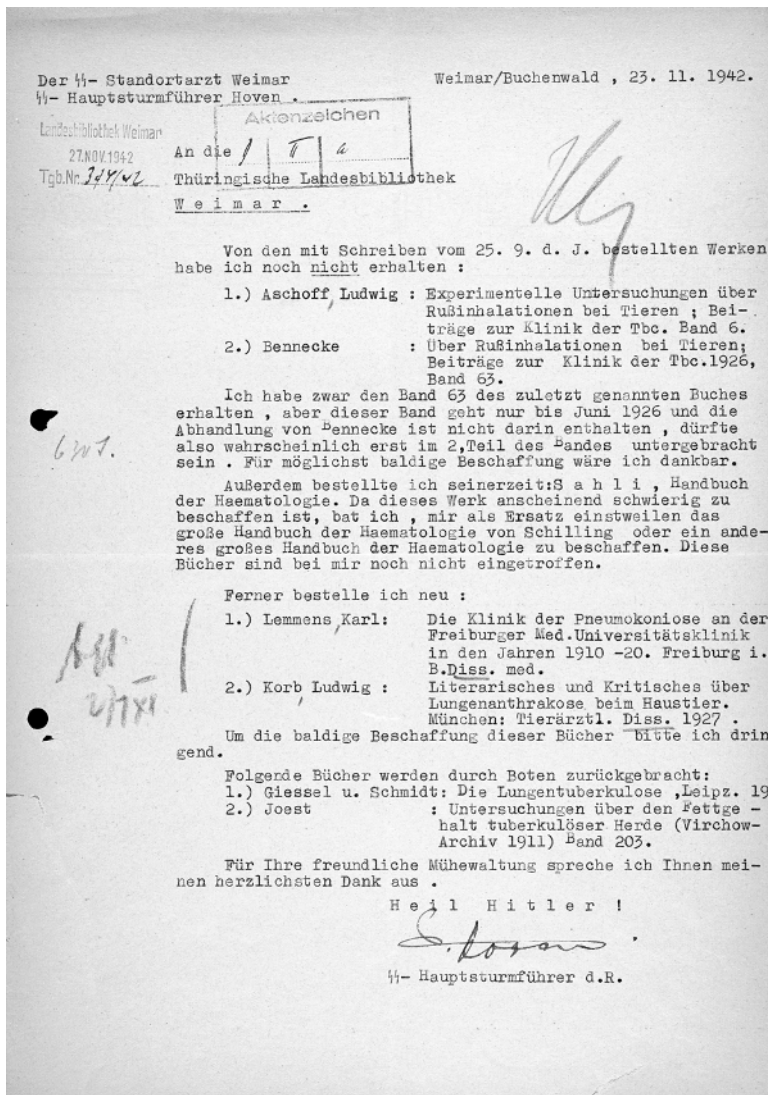 Der SS- Standortarzt Weimar
SS- Hauptsturmführer Hoven .
Weimar/Buchenwald , 23. 11. 1942.
Landesbibliothek Weimar
27.NOV.1942
Tgb.Nr.
Aktenzeichen
II a
An die
Thüringische Landesbibliothek
W e i m a r .
Von den mit Schreiben vom 25. 9. d. J. bestellten Werken
habe ich noch nicht erhalten :
1.) Aschoff, Ludwig : Experimentelle Untersuchungen über
Rußinhalationen bei Tieren ; Bei-
träge zur Klinik der Tbc. Band 6.
2.) Bennecke : Über Rußinhalationen bei Tieren;
Beiträge zur Klinik der Tbc.1926,
Band 63.
Ich habe zwar den Band 63 des zuletzt genannten Buches
erhalten , aber dieser Band geht nur bis Juni 1926 und die
Abhandlung von Bennecke ist nicht darin enthalten , dürfte
also wahrscheinlich erst im 2,Teil des Bandes untergebracht
sein . Für möglichst baldige Beschaffung wäre ich dankbar.
Außerdem bestellte ich seinerzeit:S a h l i , Handbuch
der Haematologie. Da dieses Werk anscheinend schwierig zu
beschaffen ist, bat ich , mir als Ersatz einstweilen das
große Handbuch der Haematologie von Schilling oder ein ande-
res großes Handbuch der Haematologie zu beschaffen. Diese
Bücher sind bei mir noch nicht eingetroffen.
Ferner bestelle ich neu :
1.) Lemmens,Karl: Die Klinik der Pneumokoniose an der
Freiburger Med.Universitätsklinik
in den Jahren 1910 -20. Freiburg i.
B.Diss. med.
2.) Korb, Ludwig : Literarisches und Kritisches über
Lungenanthrakose beim Haustier.
München: Tierärztl. Diss. 1927 .
Um die baldige Beschaffung dieser Bücher bitte ich drin
gend.
Folgende Bücher werden durch Boten zurückgebracht:
1.) Giessel u. Schmidt: Die Lungentuberkulose ,Leipz. 19
2.) Joest : Untersuchungen über den Fettge -
halt tuberkulöser Herde (Virchow-
Archiv 1911) Band 203.
Für Ihre freundliche Mühewaltung spreche ich Ihnen mei-
nen herzlichsten Dank aus .
H e i l H i t l e r !
SS- Hauptsturmführer d.R.